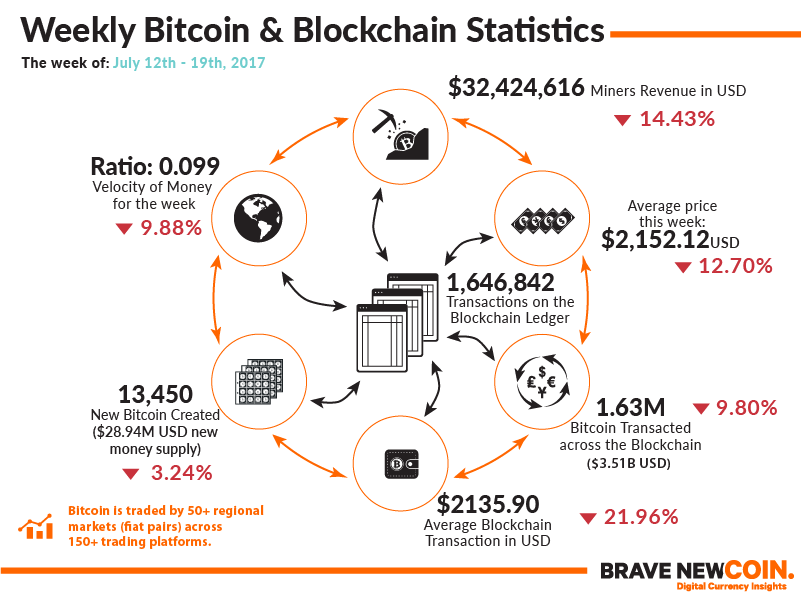 Weekly Bitcoin & Blockchain Statistics
The week of: July 12th - 19th, 2017
$32,424,616 Miners Revenue in USD
▼ 14.43%
Ratio: 0.099
Velocity of Money
for the week
▼ 9.88%
Average price
this week:
$2,152.12USD
▼ 12.70%
1,646,842
Transactions on the
Blockchain Ledger
13,450
New Bitcoin Created
($28.94M USD new
money supply)
▼ 3.24%
$
£ €
¥
1.63M ▼ 9.80%
Bitcoin Transacted
across the Blockchain
($3.51B USD)
$2135.90
Average Blockchain
Transaction in USD
▼ 21.96%
Bitcoin is traded by 50+ regional
markets (fiat pairs) across
150+ trading platforms.
BRAVE NEWCOIN.
Digital Currency Insights